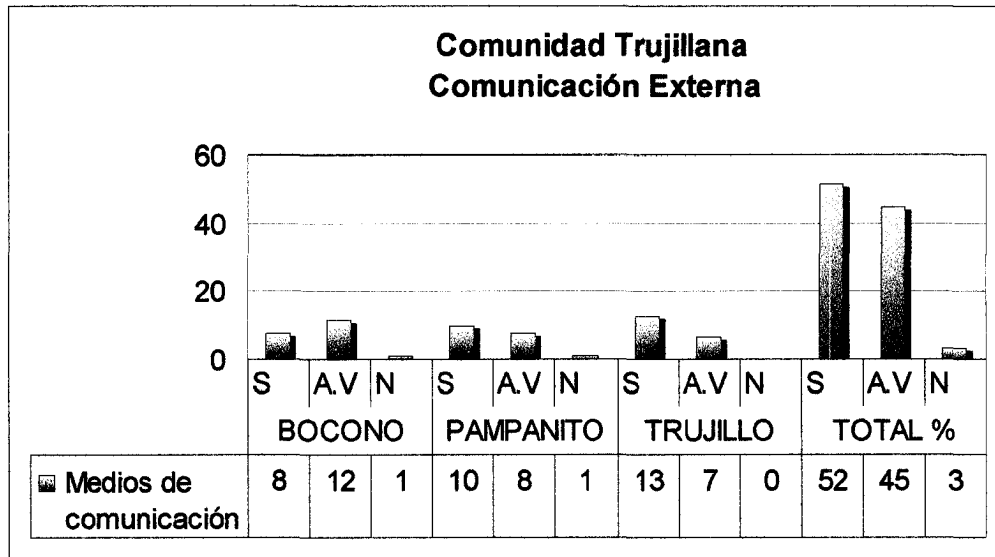 Comunidad Trujillana
Comunicación Externa
60
40
20
0
S A.V N S A.V N S A.V N S A.V N
BOCONO PAMPANITO TRUJILLO TOTAL %
Medios de comunicación 8 12 1 10 8 1 13 7 0 52 45 3